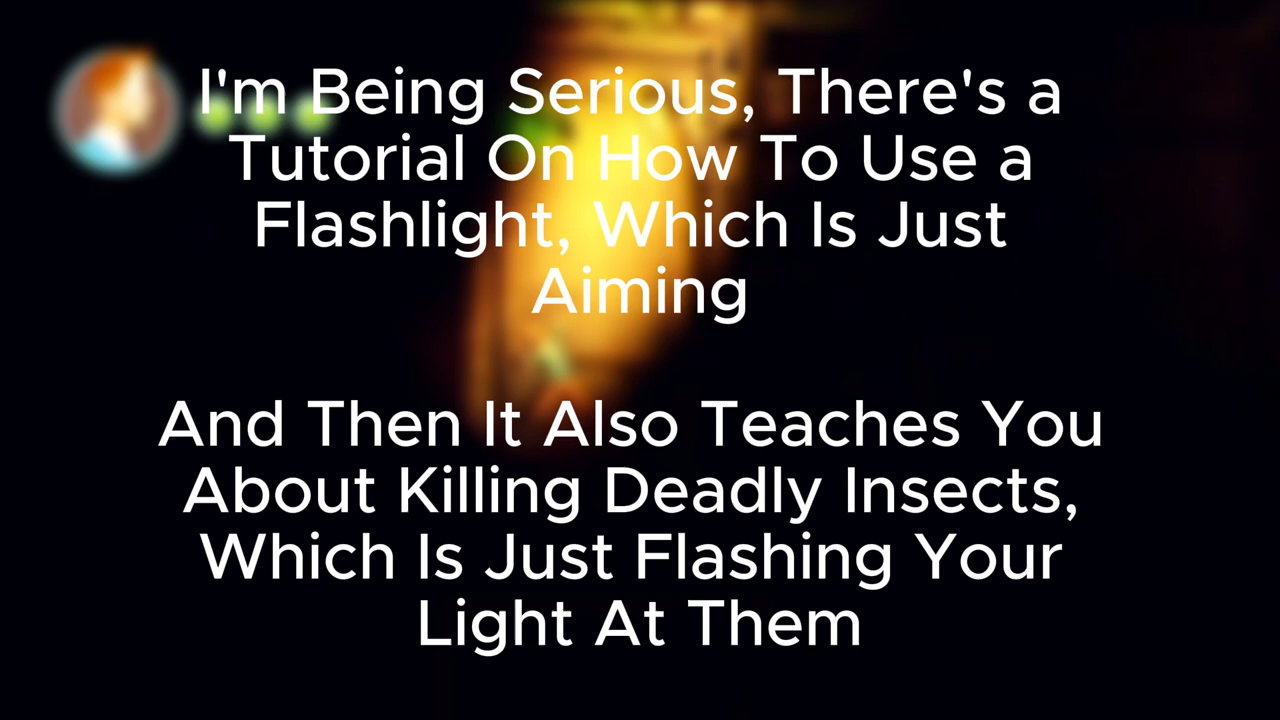 I'm Being Serious, There's a
Tutorial On How To Use a
Flashlight, Which Is Just
Aiming
And Then It Also Teaches You
About Killing Deadly Insects,
Which Is Just Flashing Your
Light At Them